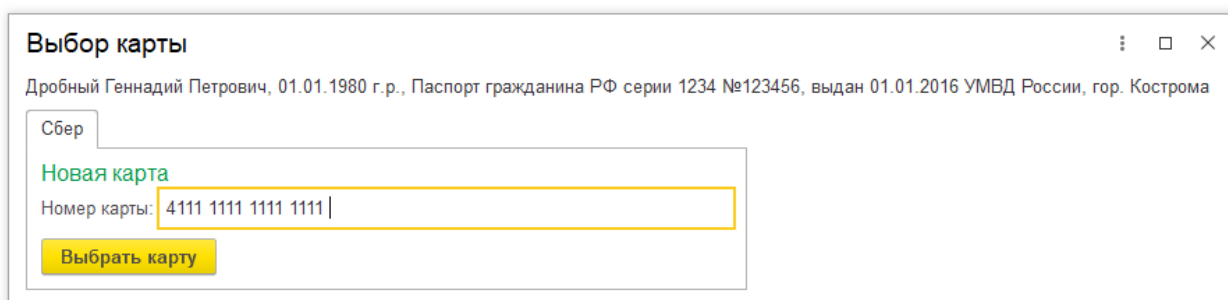 Выбор карты
Дробный Геннадий Петрович, 01.01.1980 г.р., Паспорт гражданина РФ серии 1234 №123456, выдан 01.01.2016 УМВД России, гор. Кострома
Сбер
Новая карта
Номер карты: 4111 1111 1111 1111
Выбрать карту